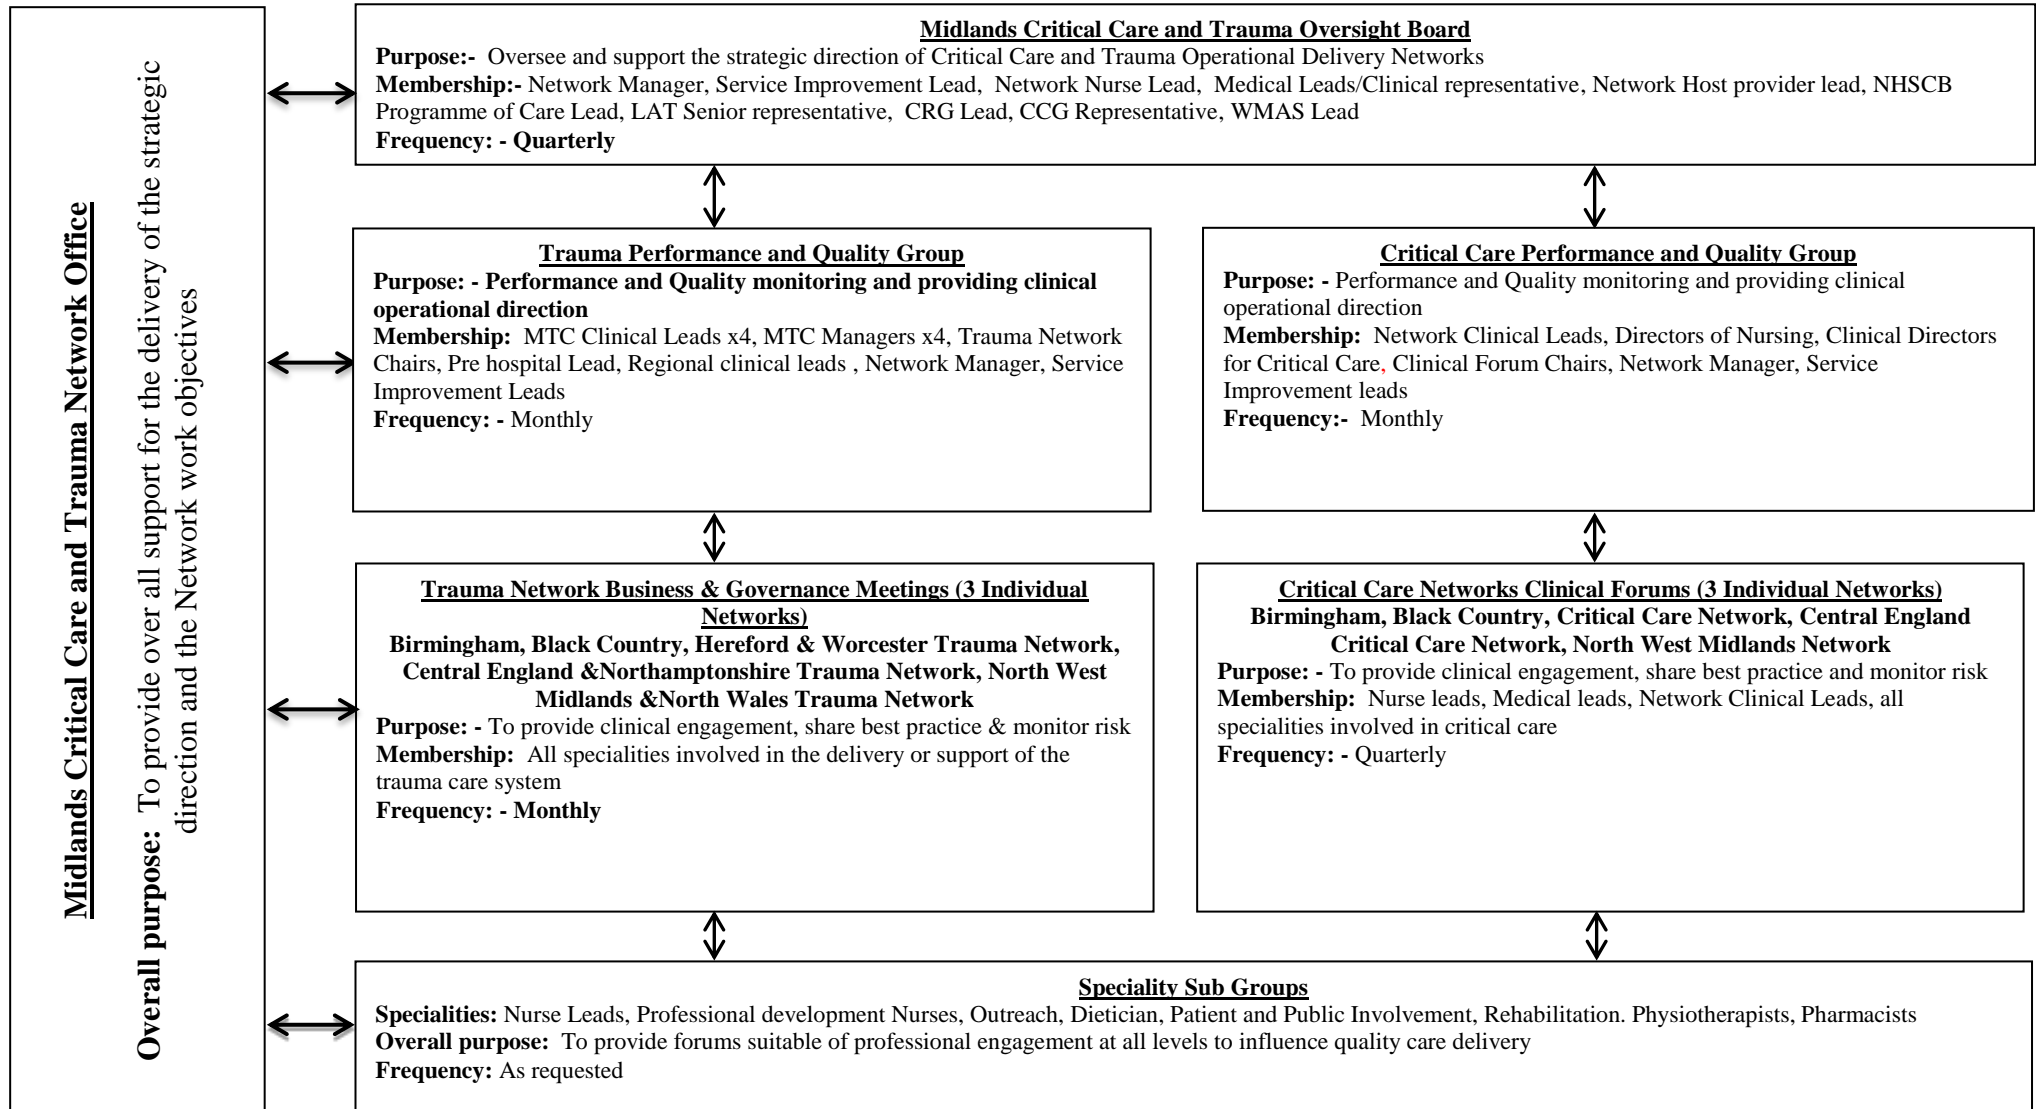 Midlands Critical Care and Trauma Network Office
Overall purpose: To provide over all support for the delivery of the strategic
direction and the Network work objectives
Midlands Critical Care and Trauma Oversight Board
Purpose:- Oversee and support the strategic direction of Critical Care and Trauma Operational Delivery Networks
Membership:- Network Manager, Service Improvement Lead, Network Nurse Lead, Medical Leads/Clinical representative, Network Host provider lead, NHSCB
Programme of Care Lead, LAT Senior representative, CRG Lead, CCG Representative, WMAS Lead
Frequency: - Quarterly
Trauma Performance and Quality Group
Purpose: - Performance and Quality monitoring and providing clinical
operational direction
Membership: MTC Clinical Leads x4, MTC Managers x4, Trauma Network
Chairs, Pre hospital Lead, Regional clinical leads , Network Manager, Service
Improvement Leads
Frequency: - Monthly
Critical Care Performance and Quality Group
Purpose: - Performance and Quality monitoring and providing clinical
operational direction
Membership: Network Clinical Leads, Directors of Nursing, Clinical Directors
for Critical Care, Clinical Forum Chairs, Network Manager, Service
Improvement leads
Frequency:- Monthly
Trauma Network Business & Governance Meetings (3 Individual
Networks)
Birmingham, Black Country, Hereford & Worcester Trauma Network,
Central England &Northamptonshire Trauma Network, North West
Midlands &North Wales Trauma Network
Purpose: - To provide clinical engagement, share best practice & monitor risk
Membership: All specialities involved in the delivery or support of the
trauma care system
Frequency: - Monthly
Critical Care Networks Clinical Forums (3 Individual Networks)
Birmingham, Black Country, Critical Care Network, Central England
Critical Care Network, North West Midlands Network
Purpose: - To provide clinical engagement, share best practice and monitor risk
Membership: Nurse leads, Medical leads, Network Clinical Leads, all
specialities involved in critical care
Frequency: - Quarterly
Speciality Sub Groups
Specialities: Nurse Leads, Professional development Nurses, Outreach, Dietician, Patient and Public Involvement, Rehabilitation. Physiotherapists, Pharmacists
Overall purpose: To provide forums suitable of professional engagement at all levels to influence quality care delivery
Frequency: As requested